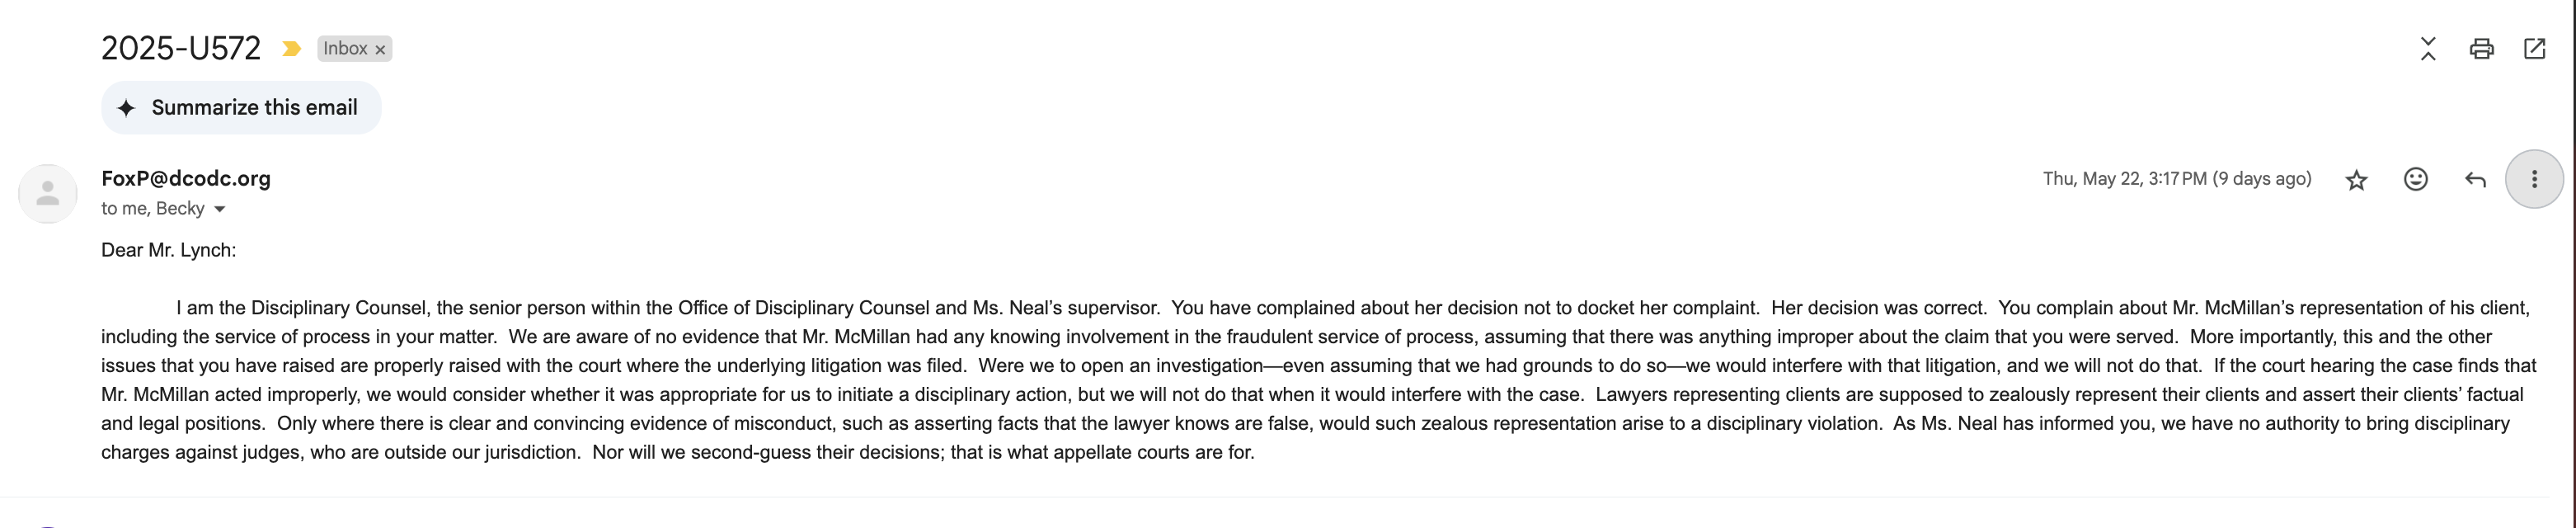 2025-U572 Inbox ×
Summarize this email
FoxP@dcodc.org Thu, May 22, 3:17 PM (9 days ago)
to me, Becky
Dear Mr. Lynch:
I am the Disciplinary Counsel, the senior person within the Office of Disciplinary Counsel and Ms. Neal's supervisor.  You have complained about her decision not to docket her complaint.  Her decision was correct.  You complain about Mr. McMillan's representation of his client,
including the service of process in your matter.  We are aware of no evidence that Mr. McMillan had any knowing involvement in the fraudulent service of process, assuming that there was anything improper about the claim that you were served.  More importantly, this and the other
issues that you have raised are properly raised with the court where the underlying litigation was filed.  Were we to open an investigation—even assuming that we had grounds to do so—we would interfere with that litigation, and we will not do that.  If the court hearing the case finds that
Mr. McMillan acted improperly, we would consider whether it was appropriate for us to initiate a disciplinary action, but we will not do that when it would interfere with the case.  Lawyers representing clients are supposed to zealously represent their clients and assert their clients' factual
and legal positions.  Only where there is clear and convincing evidence of misconduct, such as asserting facts that the lawyer knows are false, would such zealous representation arise to a disciplinary violation.  As Ms. Neal has informed you, we have no authority to bring disciplinary
charges against judges, who are outside our jurisdiction.  Nor will we second-guess their decisions; that is what appellate courts are for.